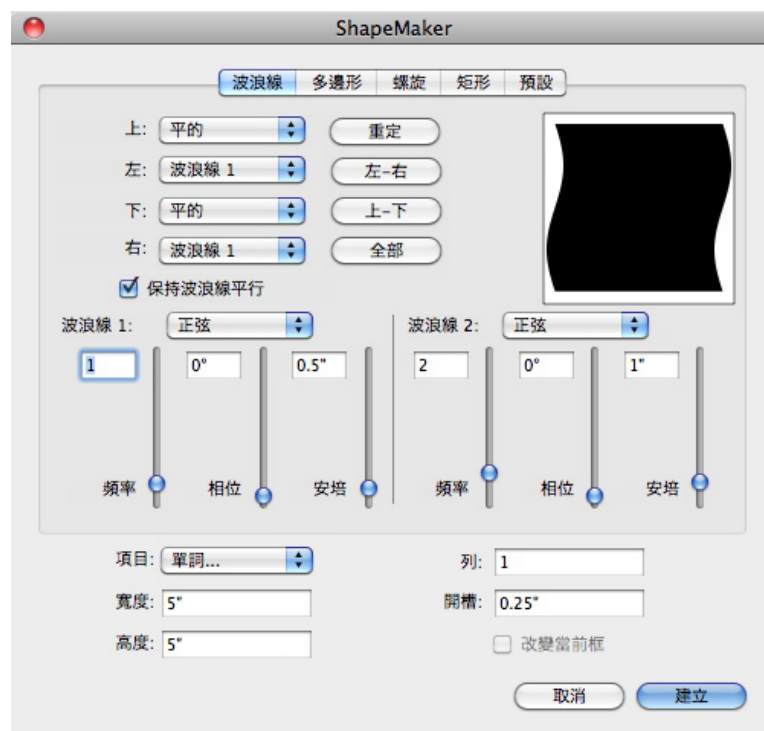 ShapeMaker
波浪線 多邊形 螺旋 矩形 預設
上: 平的 重定
左: 波浪線 1 左-右
下: 平的 上-下
右: 波浪線 1 全部
保持波浪線平行
波浪線 1: 正弦 波浪線 2: 正弦
1 0° 0.5" 2 0° 1"
頻率 相位 安培 頻率 相位 安培
項目: 單詞... 列: 1
寬度: 5" 開槽: 0.25"
高度: 5" 改變當前框
取消 建立